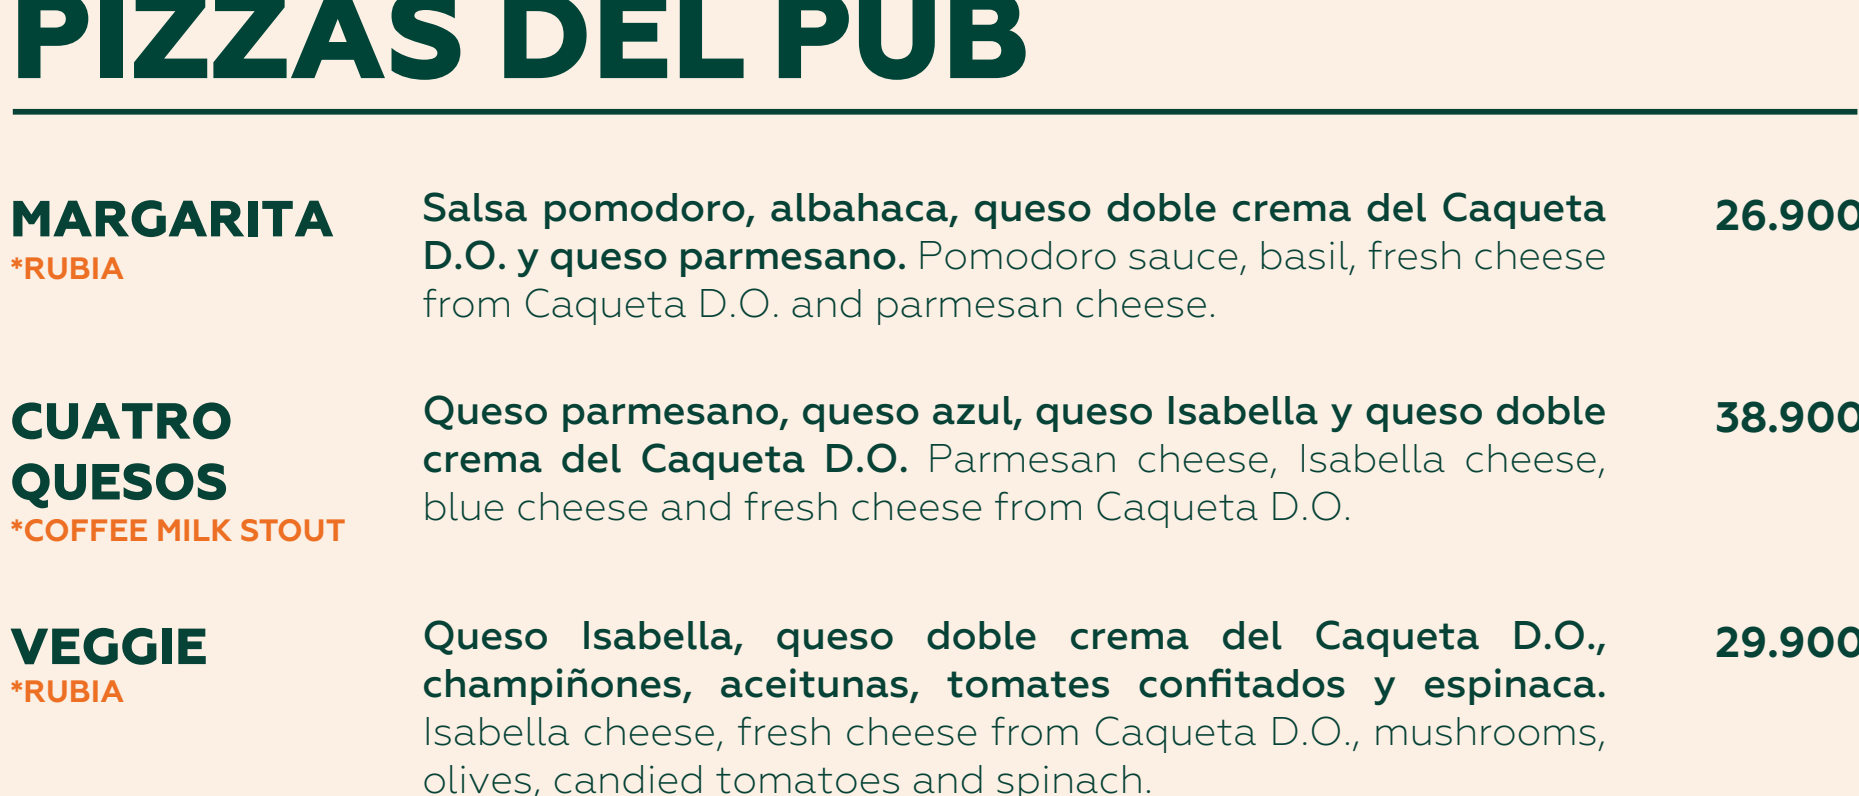 PIZZAS DEL PUB
MARGARITA
*RUBIA
Salsa pomodoro, albahaca, queso doble crema del Caqueta
D.O. y queso parmesano. Pomodoro sauce, basil, fresh cheese
from Caqueta D.O. and parmesan cheese.
26.900
CUATRO
QUESOS
*COFFEE MILK STOUT
Queso parmesano, queso azul, queso Isabella y queso doble
crema del Caqueta D.O. Parmesan cheese, Isabella cheese,
blue cheese and fresh cheese from Caqueta D.O.
38.900
VEGGIE
*RUBIA
Queso Isabella, queso doble crema del Caqueta D.O.,
champiñones, aceitunas, tomates confitados y espinaca.
Isabella cheese, fresh cheese from Caqueta D.O., mushrooms,
olives, candied tomatoes and spinach.
29.900